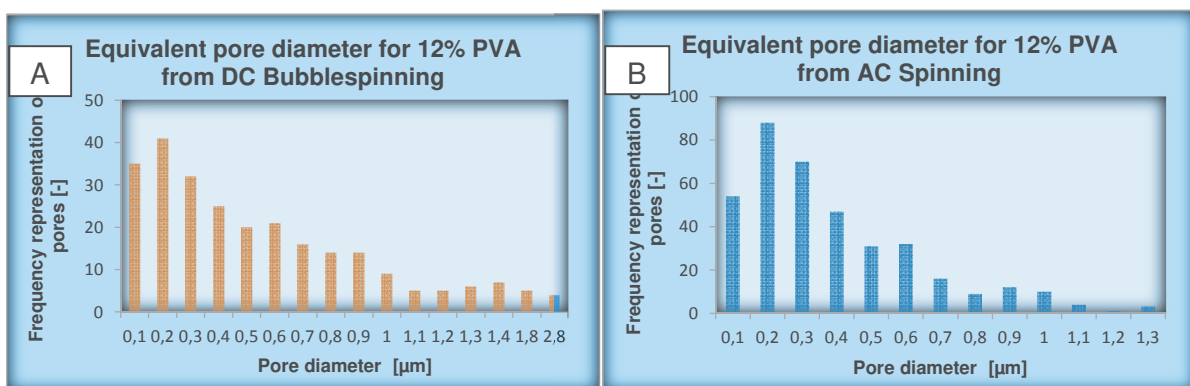 A
Equivalent pore diameter for 12% PVA
from DC Bubblespinning
Frequency representation o
pores [-]
50
40
30
20
10
0
0,1 0,2 0,3 0,4 0,5 0,6 0,7 0,8 0,9 1 1,1 1,2 1,3 1,4 1,8 2,8
Pore diameter [µm]
B
Equivalent pore diameter for 12% PVA
from AC Spinning
Frequency representation o
pores [-]
100
80
60
40
20
0
0,1 0,2 0,3 0,4 0,5 0,6 0,7 0,8 0,9 1 1,1 1,2 1,3
Pore diameter [µm]